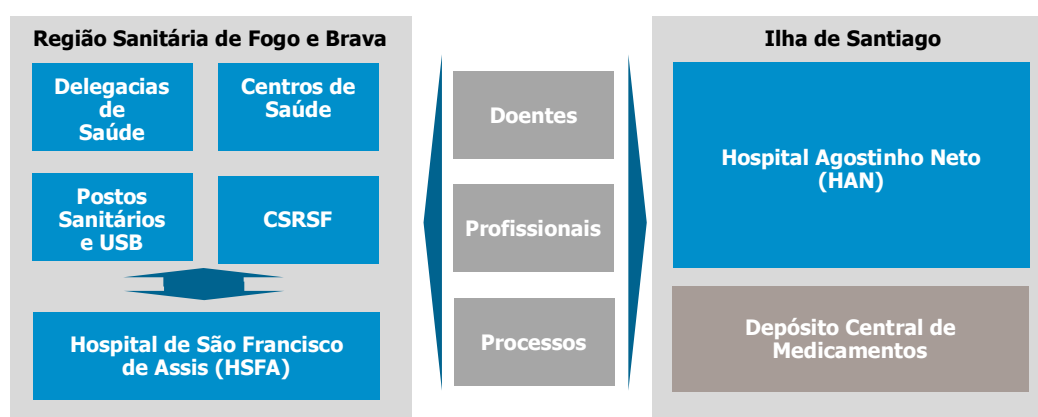 Região Sanitária de Fogo e Brava
Delegacias
de
Saúde
Centros de
Saúde
Postos
Sanitários
e USB
CSRSF
Hospital de São Francisco
de Assis (HSFA)
Doentes
Profissionais
Processos
Ilha de Santiago
Hospital Agostinho Neto
(HAN)
Depósito Central de
Medicamentos